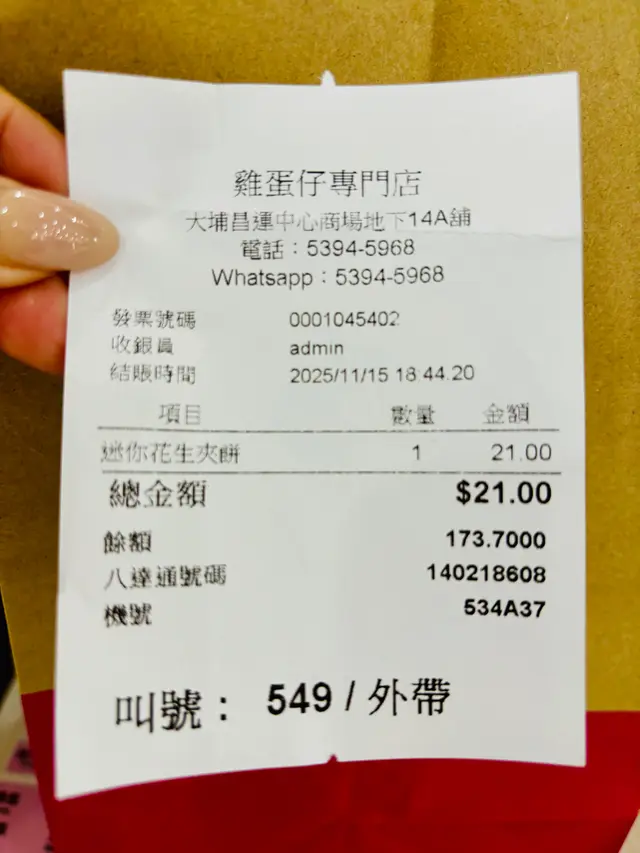 雞蛋仔專門店
大埔昌運中心商場地下14A舖
電話：5394-5968
Whatsapp：5394-5968
發票號碼 0001045402
收銀員 admin
結賬時間 2025/11/15 18:44:20
項目 數量 金額
迷你花生夾餅 1 21.00
總金額 $21.00
餘額 173.7000
八達通號碼 140218608
機號 534A37
叫號： 549 / 外帶